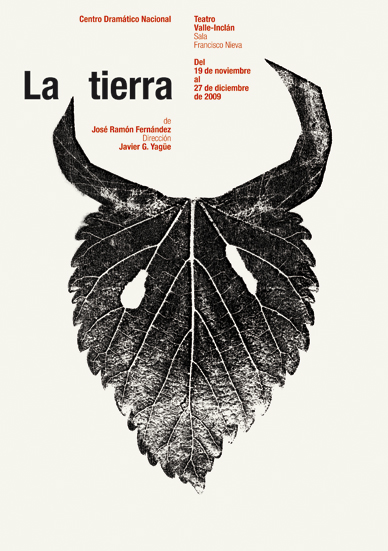 Centro Dramático Nacional
Teatro
Valle-Inclán
Sala
Francisco Nieva
Del
19 de noviembre
al
27 de diciembre
de 2009
La tierra
de
José Ramón Fernández
Dirección
Javier G. Yagüe